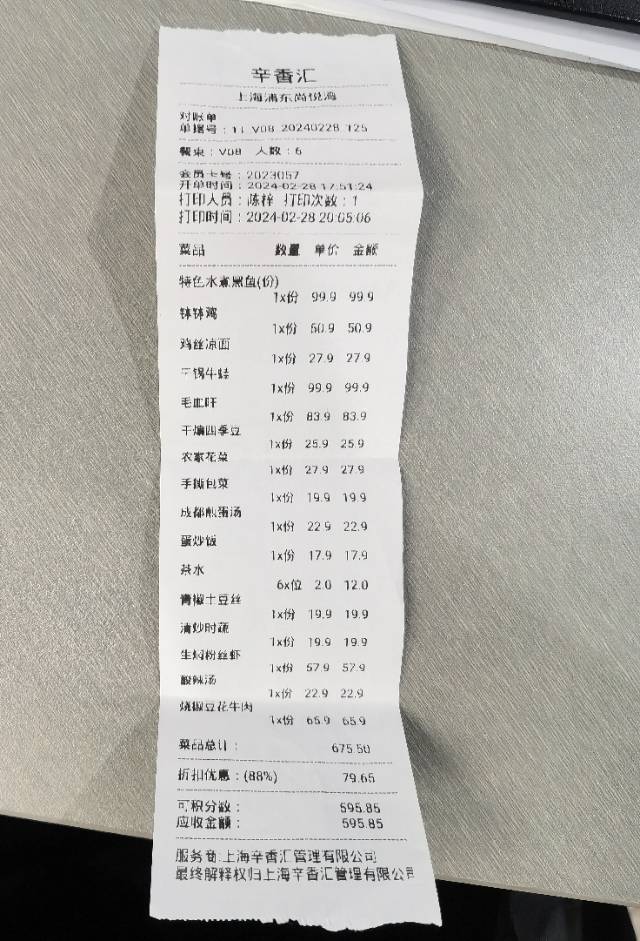 辛香汇
上海浦东尚悦湾
对账单
单据号：11 V08 20240228 125
餐桌：V08 人数：6
会员卡号：2023057
开单时间：2024-02-28 17:51:24
打印人员：陈梓 打印次数：1
打印时间：2024-02-28 20:05:06
菜品 数量 单价 金额
特色水煮黑鱼(份)
1x份 99.9 99.9
钵钵鸡
1x份 50.9 50.9
鸡丝凉面
1x份 27.9 27.9
干锅牛蛙
1x份 99.9 99.9
毛血旺
1x份 83.9 83.9
干煸四季豆
1x份 25.9 25.9
农家花菜
1x份 27.9 27.9
手撕包菜
1x份 19.9 19.9
成都煎蛋汤
1x份 22.9 22.9
蛋炒饭
1x份 17.9 17.9
茶水
6x位 2.0 12.0
青椒土豆丝
1x份 19.9 19.9
清炒时蔬
1x份 19.9 19.9
生焖粉丝虾
1x份 57.9 57.9
酸辣汤
1x份 22.9 22.9
烧椒豆花牛肉
1x份 65.9 65.9
菜品总计： 675.50
折扣优惠：(88%) 79.65
可积分数： 595.85
应收金额： 595.85
服务商:上海辛香汇管理有限公司
最终解释权归上海辛香汇管理有限公司